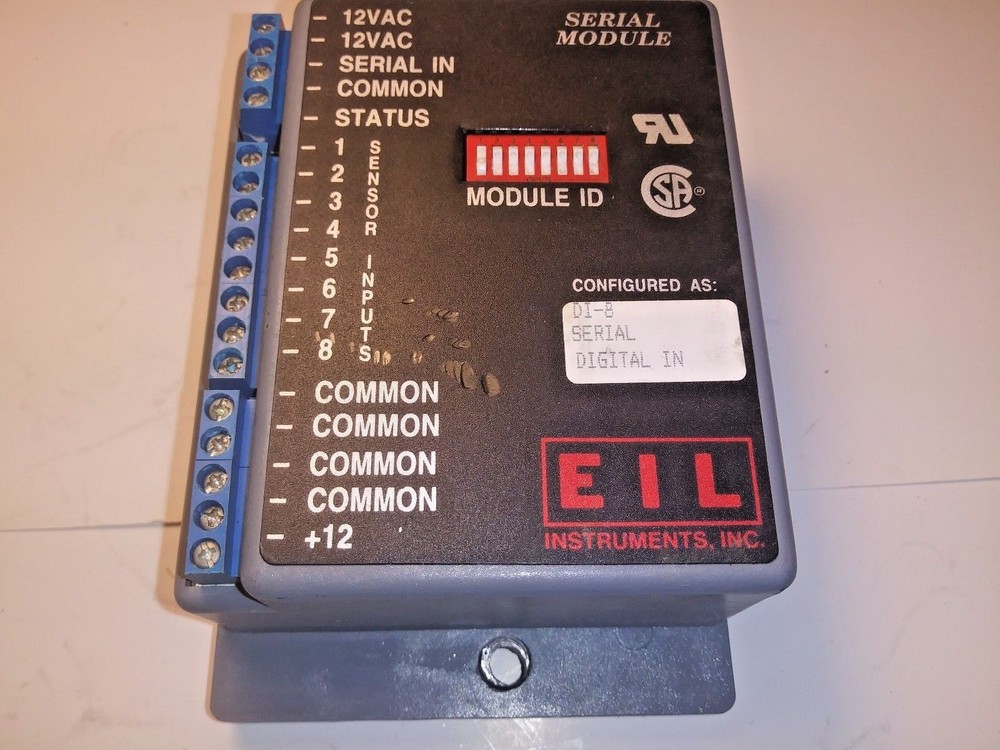 - 12VAC
- 12VAC
- SERIAL IN
- COMMON
- STATUS
- 1
- 2
- 3
- 4
- 5
- 6
- 7
- 8
SENSOR INPUTS
- COMMON
- COMMON
- COMMON
- COMMON
- +12
SERIAL
MODULE
MODULE ID
CONFIGURED AS:
DI-8
SERIAL
DIGITAL IN
EIL
INSTRUMENTS, INC.